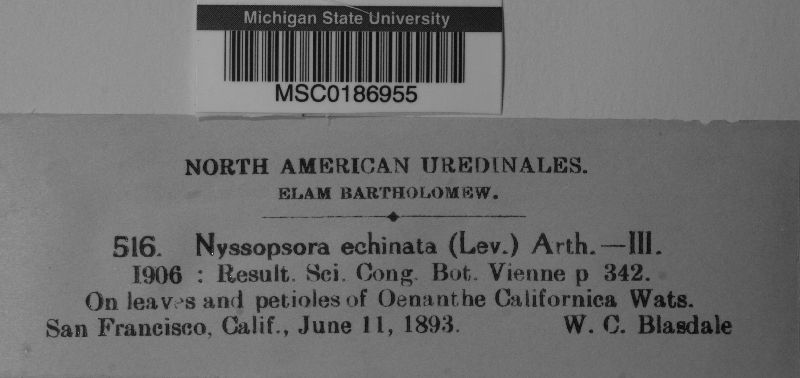 Michigan State University
MSC0186955
NORTH AMERICAN UREDINALES.
ELAM BARTHOLOMEW.
516. Nyssopsora echinata (Lev.) Arth.—III.
1906 : Result. Sci. Cong. Bot. Vienne p 342.
On leaves and petioles of Oenanthe Californica Wats.
San Francisco, Calif., June 11, 1893. W. C. Blasdale